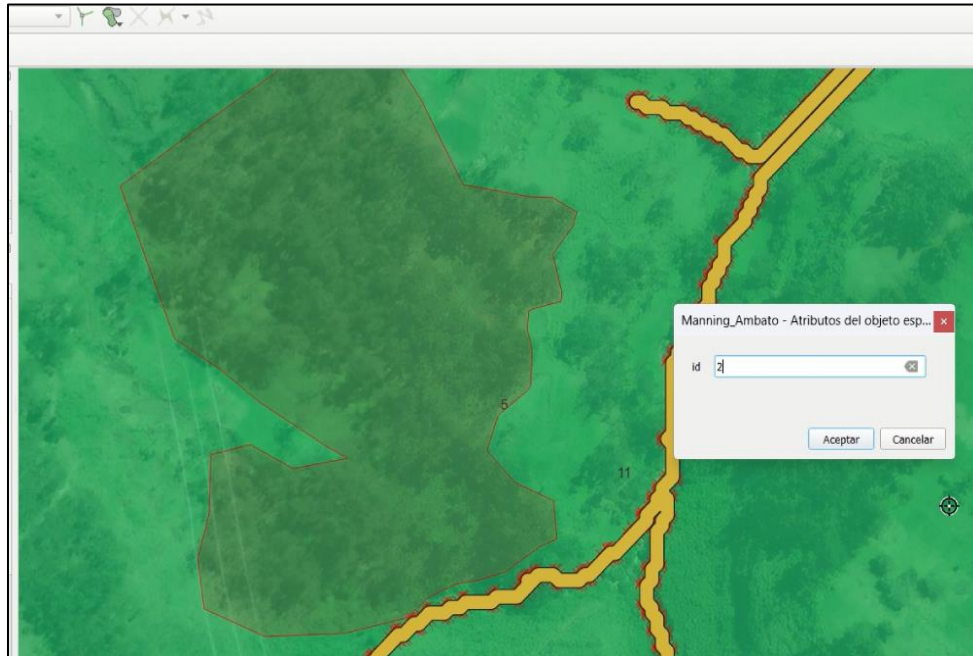 Manning_Ambato - Atributos del objeto esp...
id 2
5
Aceptar Cancelar
11